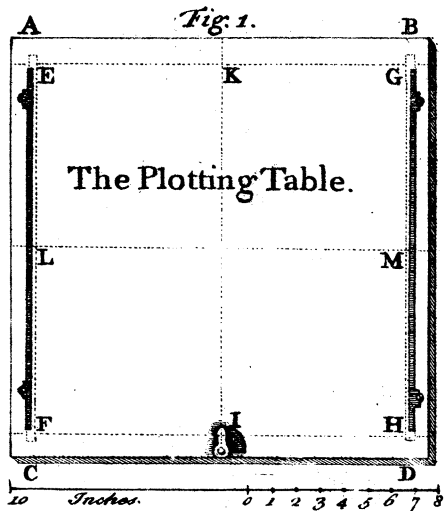 Fig: 1.
A B
E K G
The Plotting Table.
L M
F I H
C D
10 Inches. 0 1 2 3 4 5 6 7 8